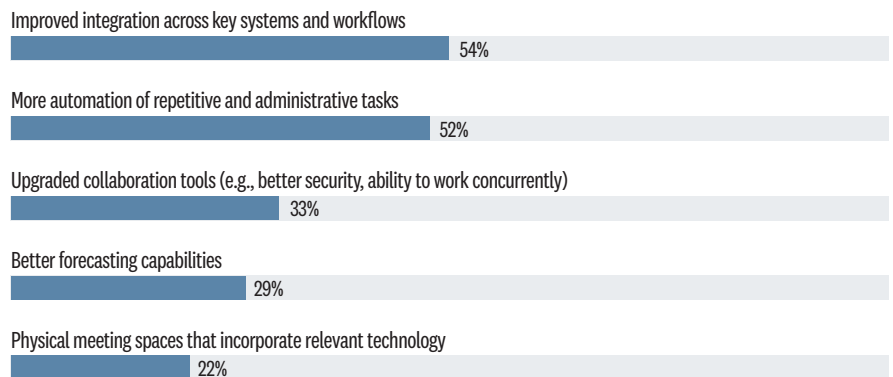 Improved integration across key systems and workflows
54%
More automation of repetitive and administrative tasks
52%
Upgraded collaboration tools (e.g., better security, ability to work concurrently)
33%
Better forecasting capabilities
29%
Physical meeting spaces that incorporate relevant technology
22%